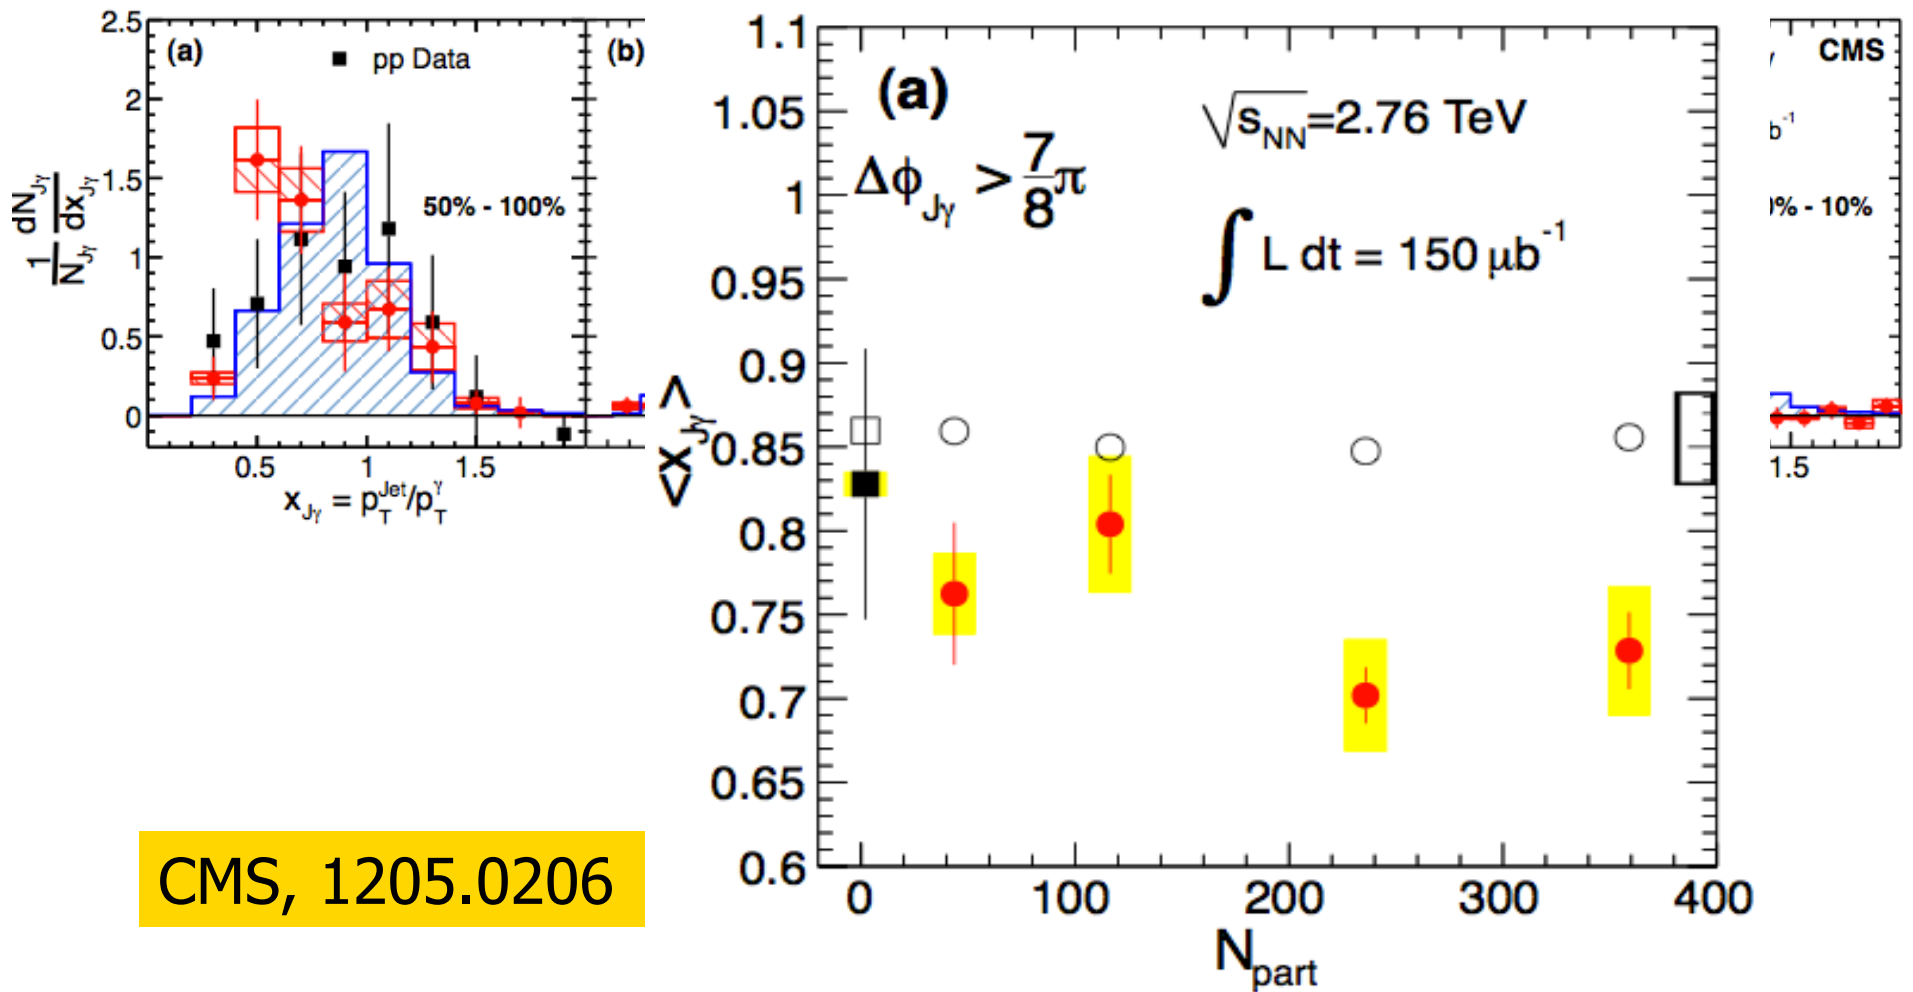 2.5
2
1.5
1
0.5
0
(a)
■ pp Data
50% - 100%
(b)
1/N_Jγ dN_Jγ/dx_Jγ
0.5 1 1.5
x_Jγ = p_T^Jet/p_T^γ
CMS, 1205.0206
1.1
1.05
1
0.95
0.9
0.85
0.8
0.75
0.7
0.65
0.6
<x_Jγ>
(a)
√s_NN=2.76 TeV
Δϕ_Jγ > 7/8 π
∫ L dt = 150 μb⁻¹
0 100 200 300 400
N_part
CMS
b⁻¹
% - 10%
1.5